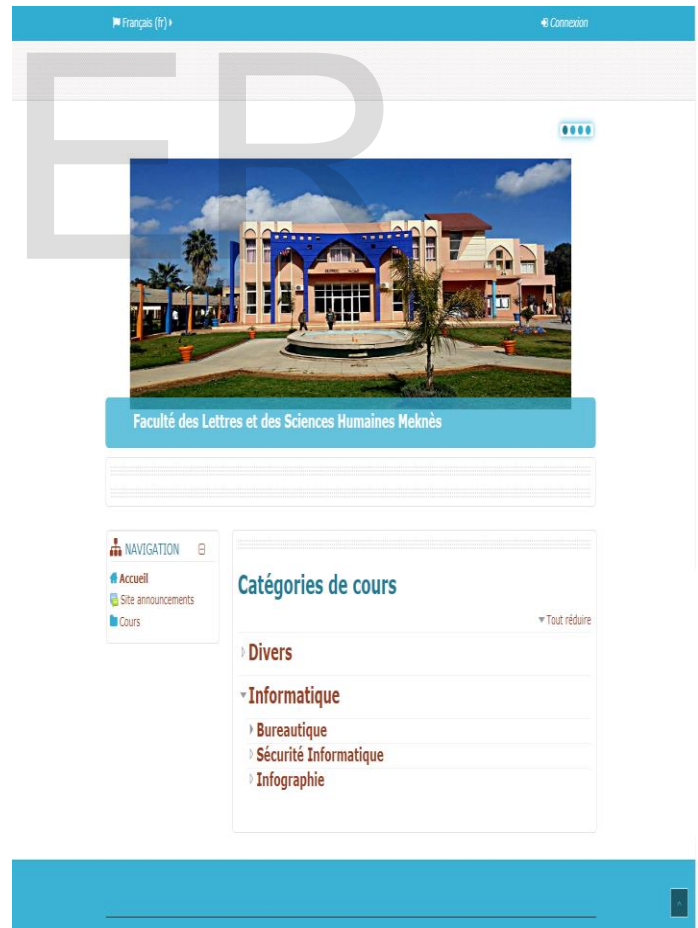 Français (fr)
Connexion
ER
Faculté des Lettres et des Sciences Humaines Meknès
NAVIGATION
Accueil
Site announcements
Cours
Catégories de cours
Tout réduire
Divers
Informatique
Bureautique
Sécurité Informatique
Infographie